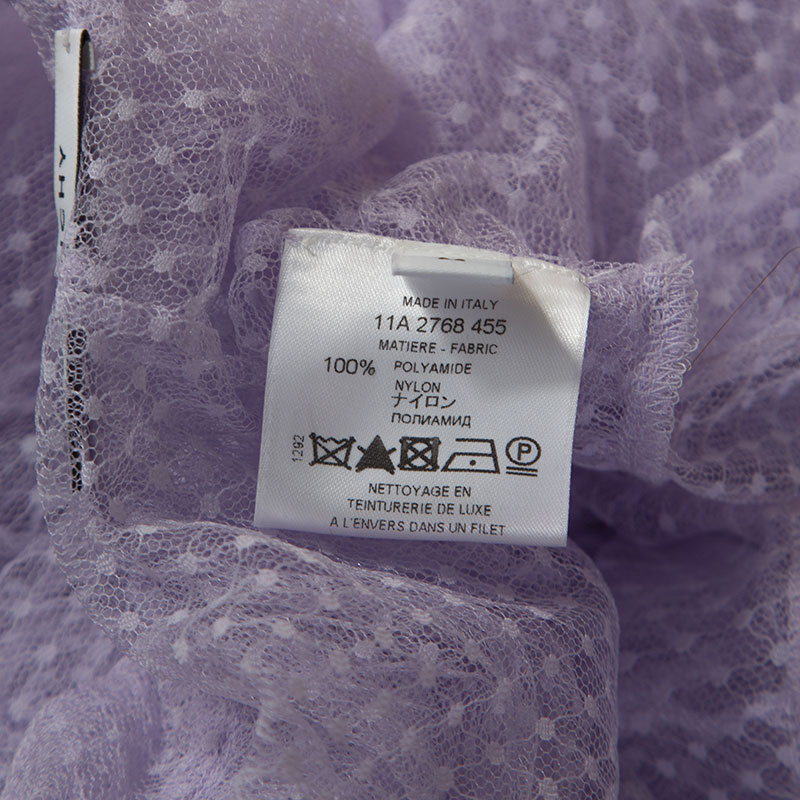 MADE IN ITALY
11A 2768 455
MATIERE - FABRIC
100% POLYAMIDE
NYLON
ナイロン
ПОЛИАМИД
1292
P
NETTOYAGE EN
TEINTURERIE DE LUXE
A L'ENVERS DANS UN FILET